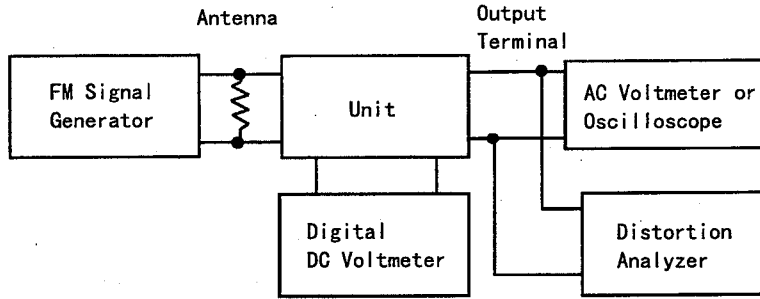 Antenna
Output
Terminal
FM Signal
Generator
Unit
AC Voltmeter or
Oscilloscope
Digital
DC Voltmeter
Distortion
Analyzer